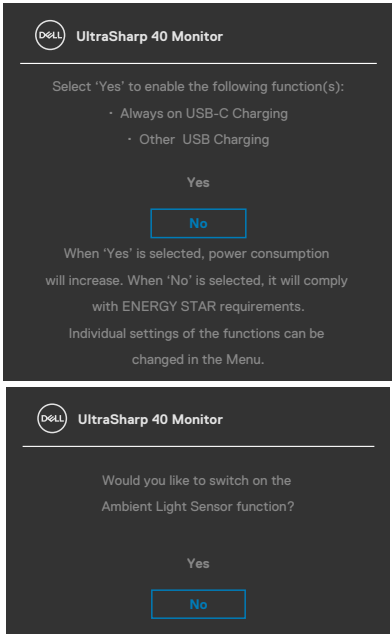 DELL UltraSharp 40 Monitor
Select ‘Yes’ to enable the following function(s):
· Always on USB-C Charging
· Other USB Charging
Yes
No
When ‘Yes’ is selected, power consumption
will increase. When ‘No’ is selected, it will comply
with ENERGY STAR requirements.
Individual settings of the functions can be
changed in the Menu.
DELL UltraSharp 40 Monitor
Would you like to switch on the
Ambient Light Sensor function?
Yes
No